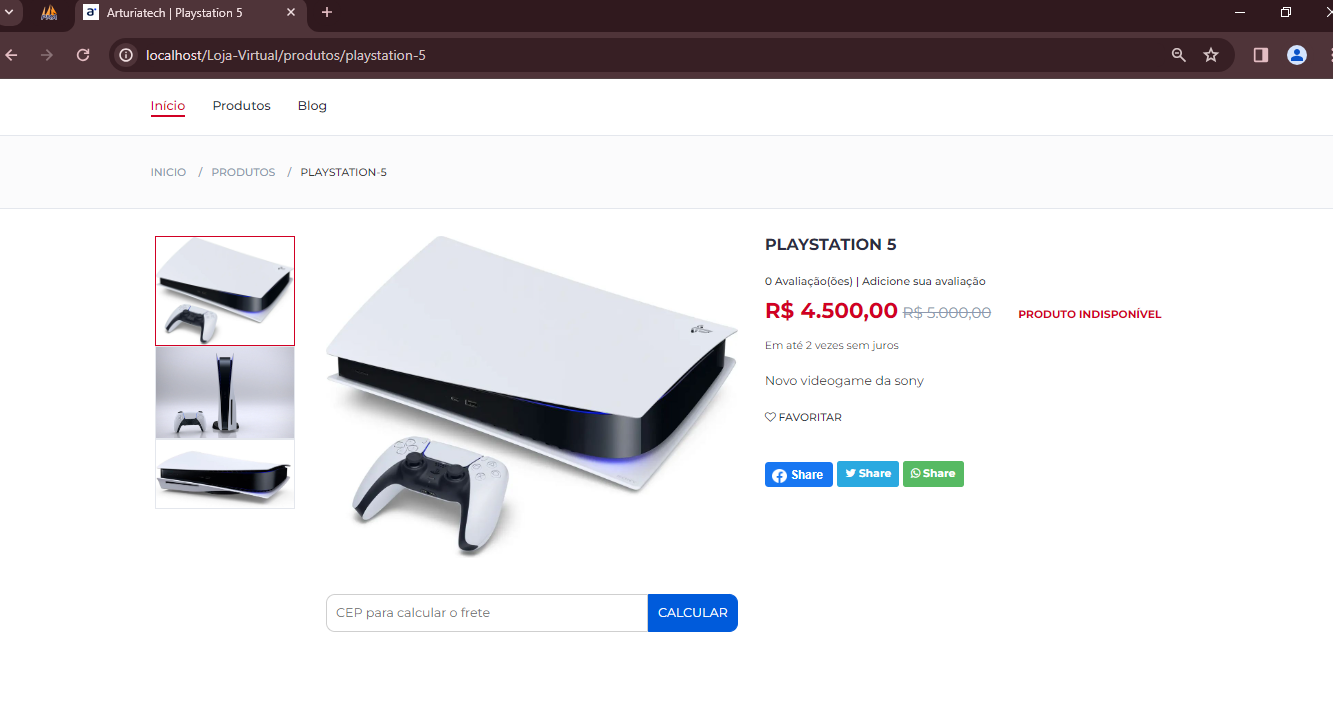 Arturiatech | Playstation 5
localhost/Loja-Virtual/produtos/playstation-5
Início Produtos Blog
INICIO / PRODUTOS / PLAYSTATION-5
PLAYSTATION 5
0 Avaliação(ões) | Adicione sua avaliação
R$ 4.500,00 R$ 5.000,00 PRODUTO INDISPONÍVEL
Em até 2 vezes sem juros
Novo videogame da sony
FAVORITAR
Share Share Share
CEP para calcular o frete CALCULAR